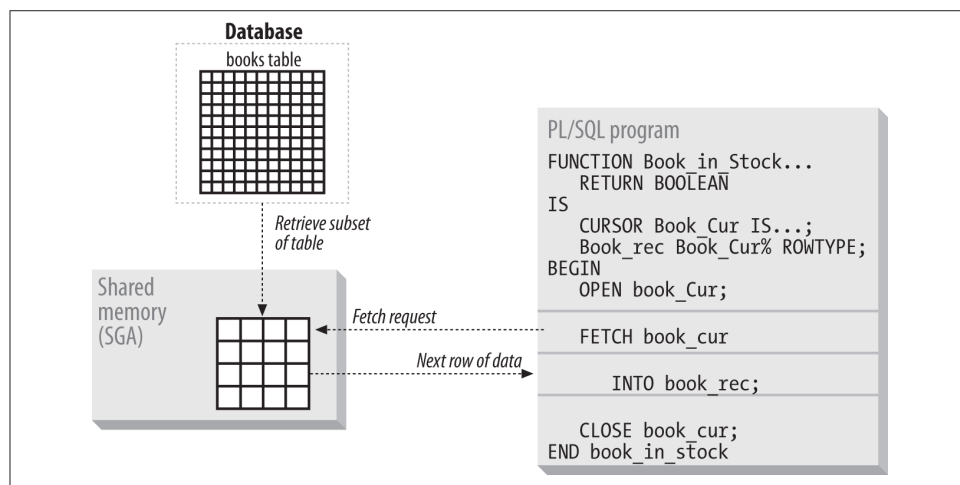 Database
books table
Retrieve subset
of table
Shared
memory
(SGA)
Fetch request
Next row of data
PL/SQL program
FUNCTION Book_in_Stock...
RETURN BOOLEAN
IS
CURSOR Book_Cur IS...;
Book_rec Book_Cur% ROWTYPE;
BEGIN
OPEN book_Cur;
FETCH book_cur
INTO book_rec;
CLOSE book_cur;
END book_in_stock